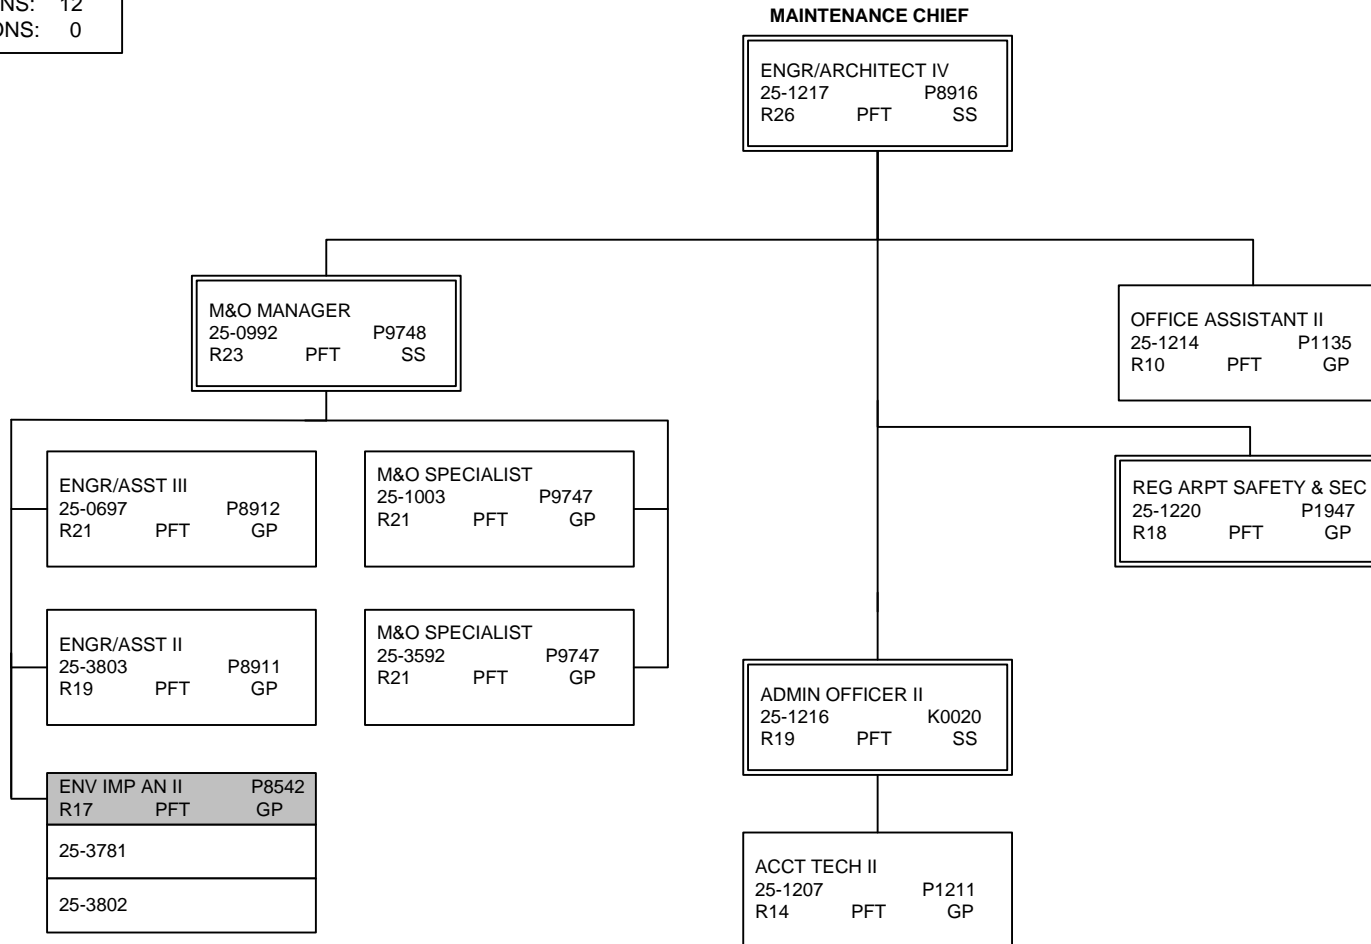 NS: 12
ONS: 0
MAINTENANCE CHIEF
ENGR/ARCHITECT IV
25-1217 P8916
R26 PFT SS
M&O MANAGER
25-0992 P9748
R23 PFT SS
OFFICE ASSISTANT II
25-1214 P1135
R10 PFT GP
ENGR/ASST III
25-0697 P8912
R21 PFT GP
M&O SPECIALIST
25-1003 P9747
R21 PFT GP
REG ARPT SAFETY & SEC
25-1220 P1947
R18 PFT GP
ENGR/ASST II
25-3803 P8911
R19 PFT GP
M&O SPECIALIST
25-3592 P9747
R21 PFT GP
ADMIN OFFICER II
25-1216 K0020
R19 PFT SS
ENV IMP AN II P8542
R17 PFT GP
25-3781
25-3802
ACCT TECH II
25-1207 P1211
R14 PFT GP